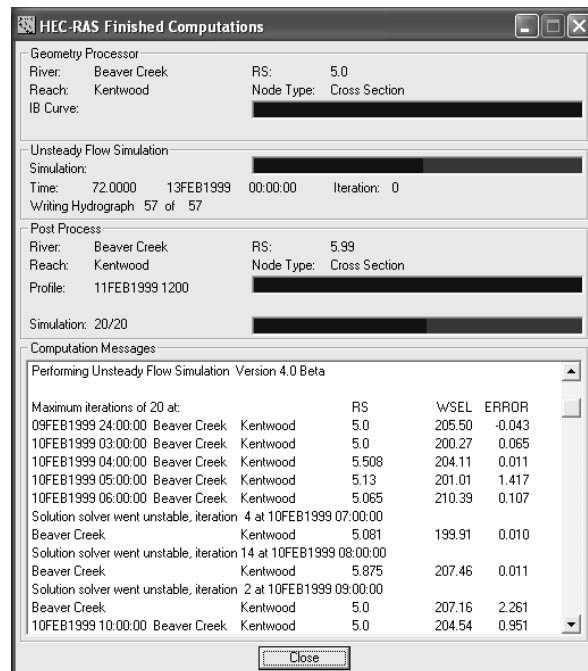 HEC-RAS Finished Computations
Geometry Processor
River: Beaver Creek RS: 5.0
Reach: Kentwood Node Type: Cross Section
IB Curve:
Unsteady Flow Simulation
Simulation:
Time: 72.0000 13FEB1999 00:00:00 Iteration: 0
Writing Hydrograph 57 of 57
Post Process
River: Beaver Creek RS: 5.99
Reach: Kentwood Node Type: Cross Section
Profile: 11FEB1999 1200
Simulation: 20/20
Computation Messages
Performing Unsteady Flow Simulation Version 4.0 Beta
Maximum iterations of 20 at: RS WSEL ERROR
09FEB1999 24:00:00 Beaver Creek Kentwood 5.0 205.50 -0.043
10FEB1999 03:00:00 Beaver Creek Kentwood 5.0 200.27 0.065
10FEB1999 04:00:00 Beaver Creek Kentwood 5.508 204.11 0.011
10FEB1999 05:00:00 Beaver Creek Kentwood 5.13 201.01 1.417
10FEB1999 06:00:00 Beaver Creek Kentwood 5.065 210.39 0.107
Solution solver went unstable, iteration 4 at 10FEB1999 07:00:00
Beaver Creek Kentwood 5.081 199.91 0.010
Solution solver went unstable, iteration 14 at 10FEB1999 08:00:00
Beaver Creek Kentwood 5.875 207.46 0.011
Solution solver went unstable, iteration 2 at 10FEB1999 09:00:00
Beaver Creek Kentwood 5.0 207.16 2.261
10FEB1999 10:00:00 Beaver Creek Kentwood 5.0 204.54 0.951
Close